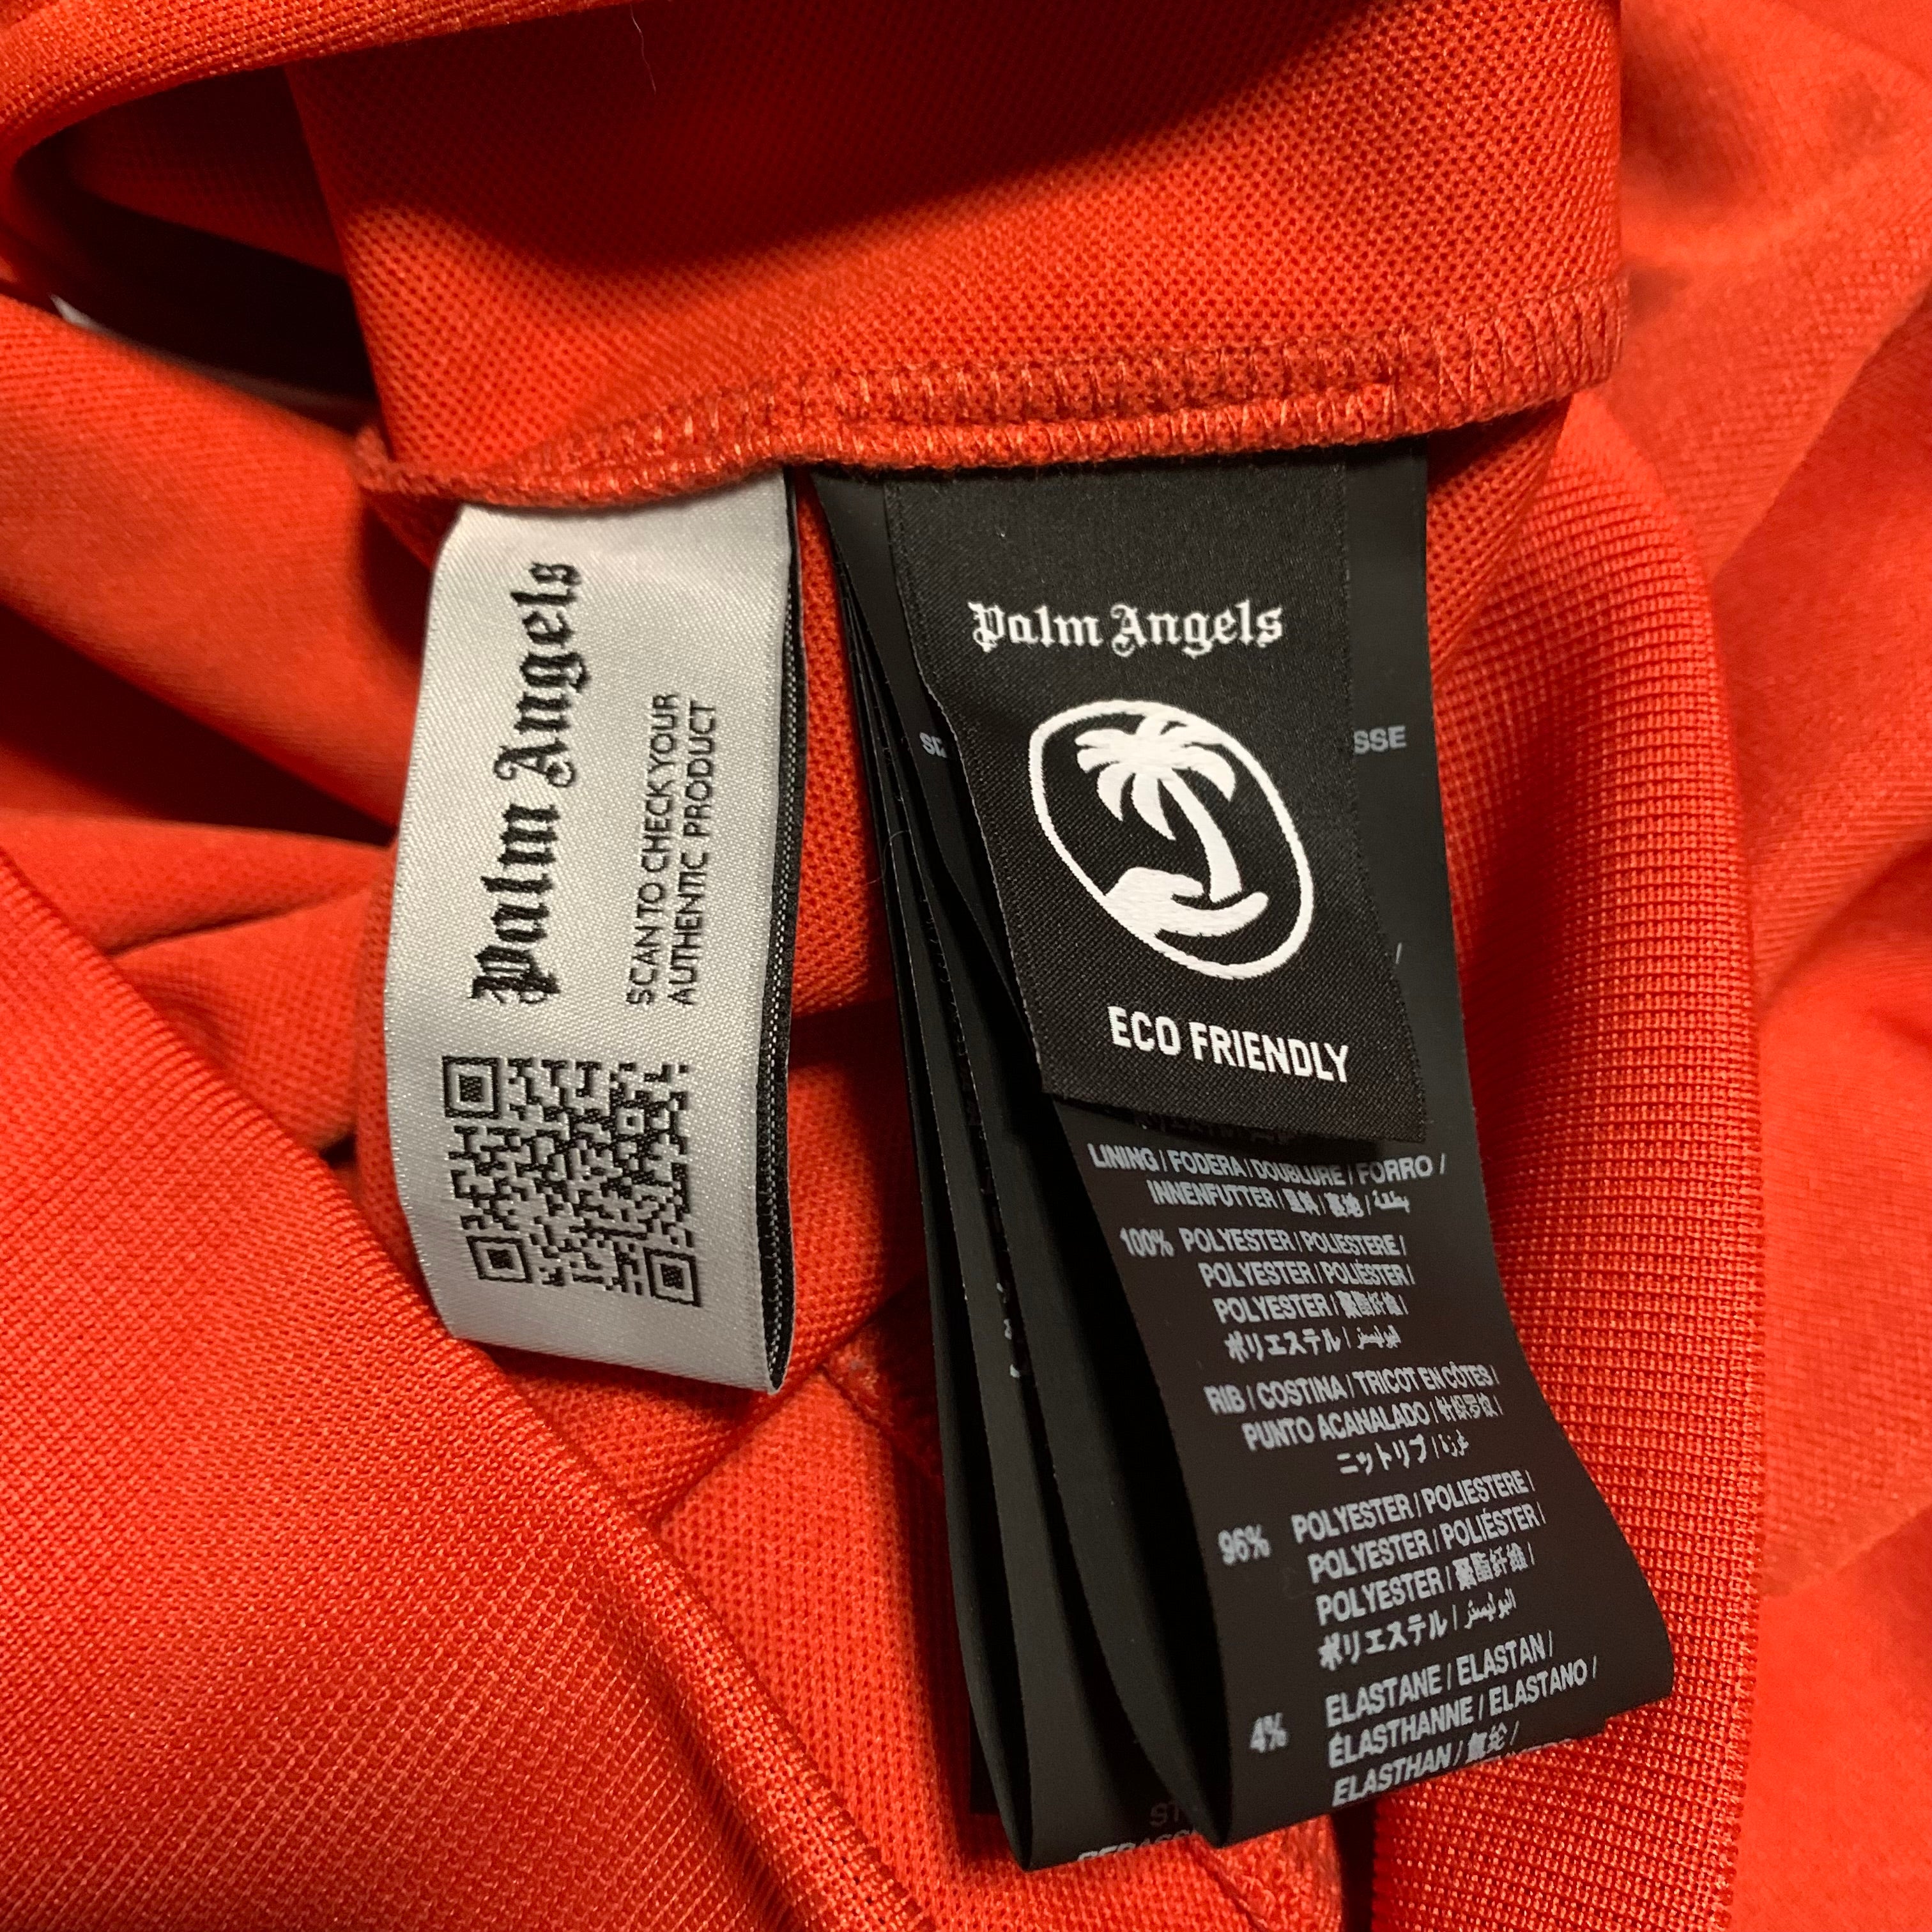 Palm Angels
SCAN TO CHECK YOUR
AUTHENTIC PRODUCT
Palm Angels
SSE
ECO FRIENDLY
LINING / FODERA / DOUBLURE / FORRO /
INNENFUTTER / 里料 / 裏地 / بطانة
100% POLYESTER / POLIESTERE /
POLYESTER / POLIÉSTER /
POLYESTER / 聚酯纤维 /
ポリエステル / البوليستر
RIB / COSTINA / TRICOT EN CÔTES /
PUNTO ACANALADO / 针织罗纹 /
ニットリブ /
96% POLYESTER / POLIESTERE /
POLYESTER / POLIÉSTER /
POLYESTER / 聚酯纤维 /
ポリエステル / البوليستر
4% ELASTANE / ELASTAN /
ÉLASTHANNE / ELASTANO /
ELASTHAN / 氨纶 /